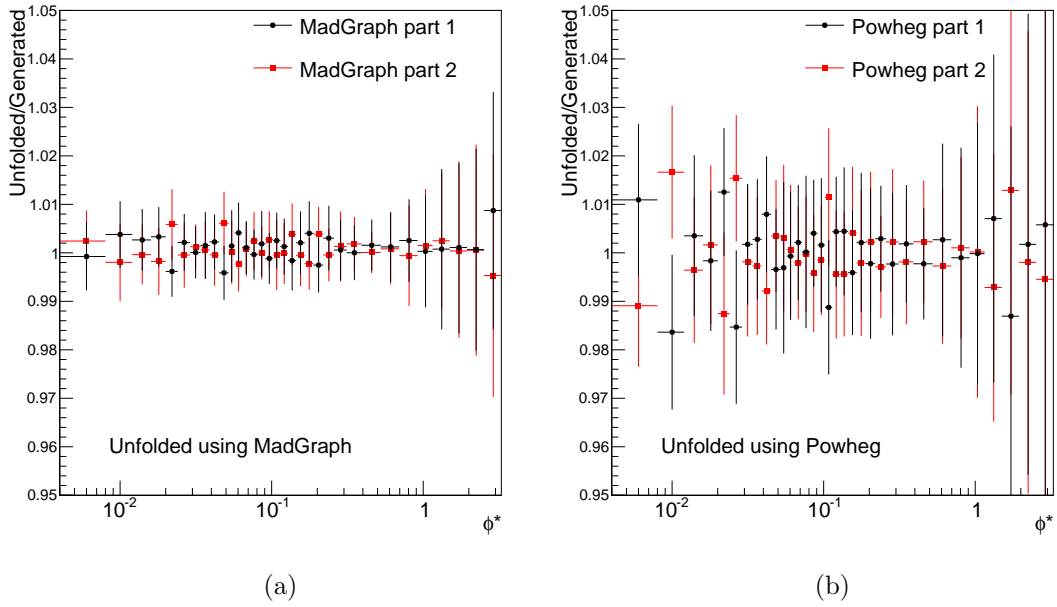 Unfolded/Generated
1.05
1.04
1.03
1.02
1.01
1
0.99
0.98
0.97
0.96
0.95
MadGraph part 1
MadGraph part 2
Unfolded using MadGraph
10⁻²
10⁻¹
1
ϕ*
(a)
Unfolded/Generated
1.05
1.04
1.03
1.02
1.01
1
0.99
0.98
0.97
0.96
0.95
Powheg part 1
Powheg part 2
Unfolded using Powheg
10⁻²
10⁻¹
1
ϕ*
(b)